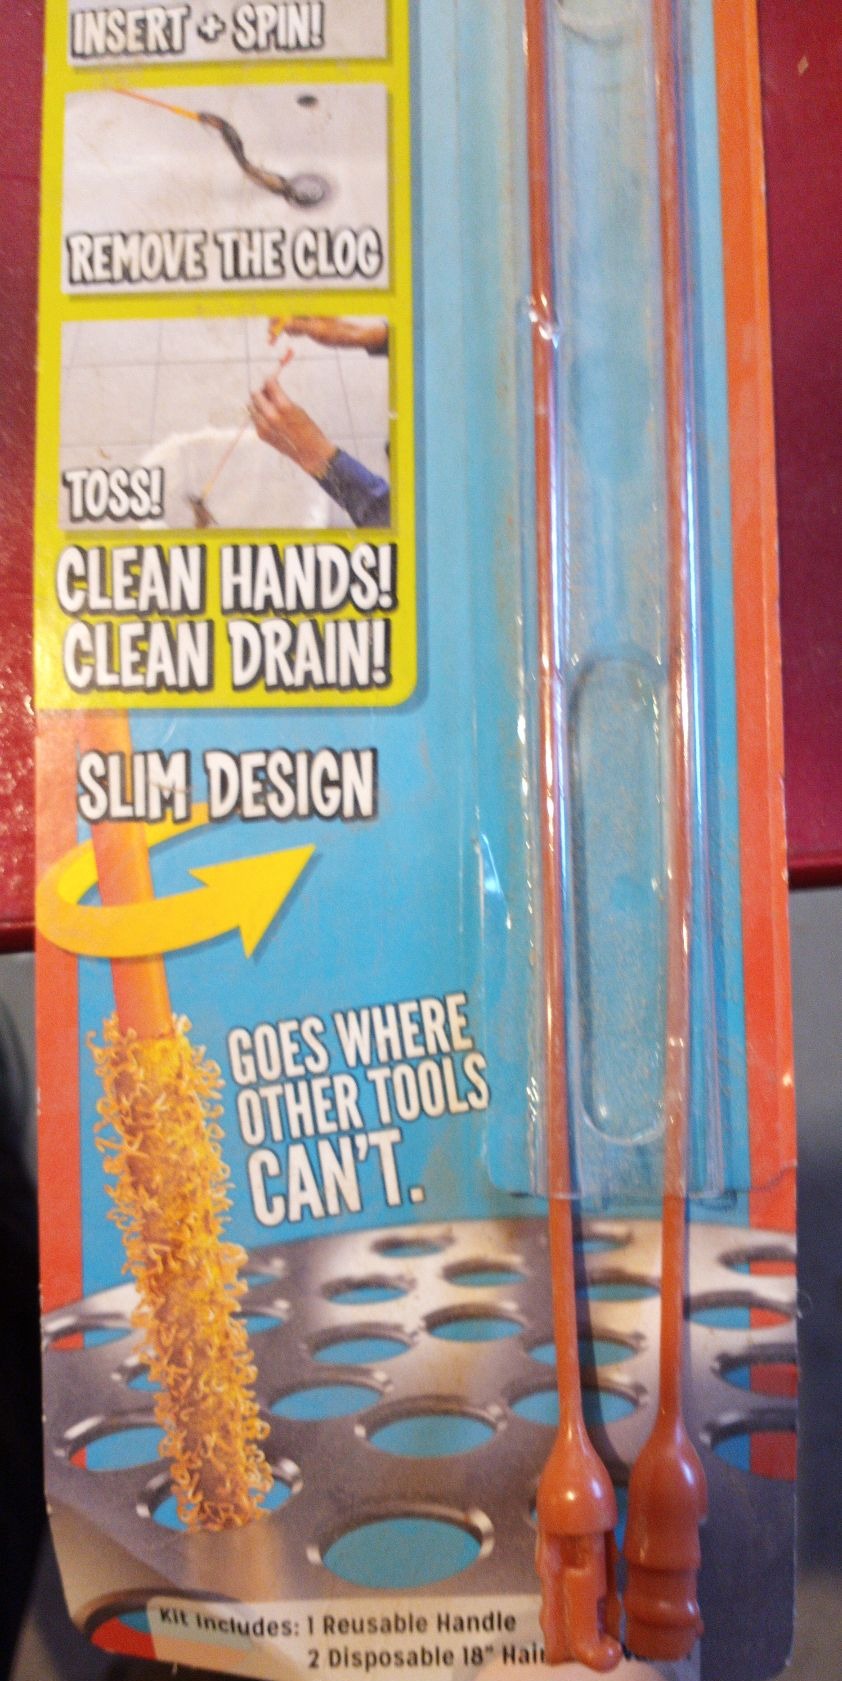 INSERT + SPIN!
REMOVE THE CLOG
TOSS!
CLEAN HANDS!
CLEAN DRAIN!
SLIM DESIGN
GOES WHERE
OTHER TOOLS
CAN'T.
Kit Includes: 1 Reusable Handle
2 Disposable 18" Hair